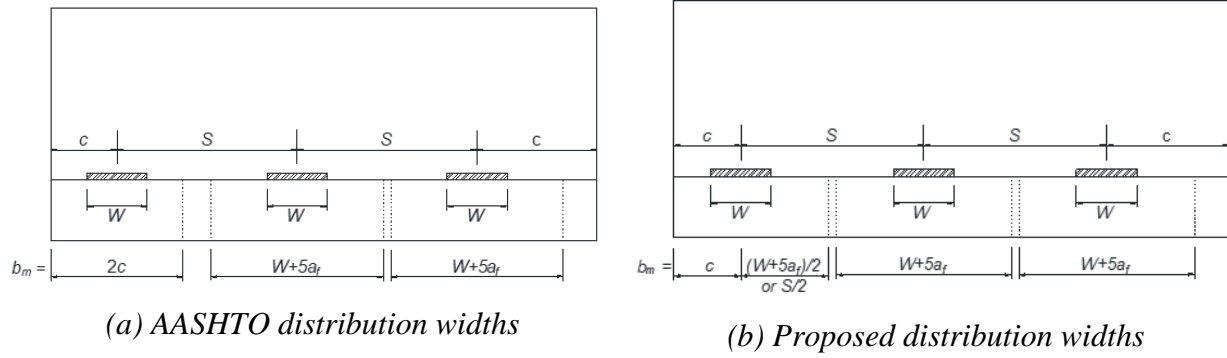 c S S c
W W W
b_m = 2c W+5a_f W+5a_f
(a) AASHTO distribution widths
c S S c
W W W
b_m = c (W+5a_f)/2 W+5a_f W+5a_f
or S/2
(b) Proposed distribution widths